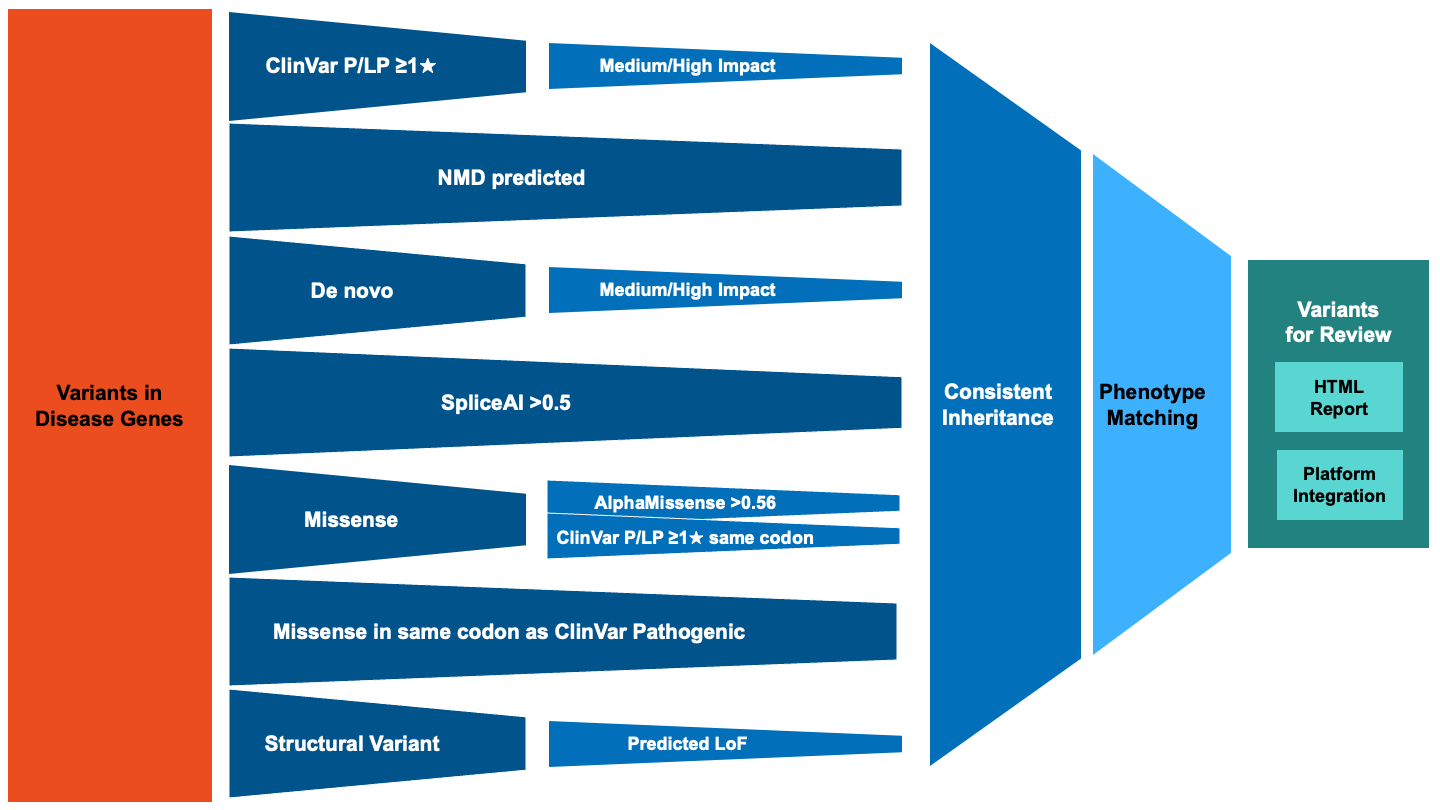 Variants in
Disease Genes
ClinVar P/LP ≥1★
Medium/High Impact
NMD predicted
De novo
Medium/High Impact
SpliceAI >0.5
Missense
AlphaMissense >0.56
ClinVar P/LP ≥1★ same codon
Missense in same codon as ClinVar Pathogenic
Structural Variant
Predicted LoF
Consistent
Inheritance
Phenotype
Matching
Variants
for Review
HTML
Report
Platform
Integration